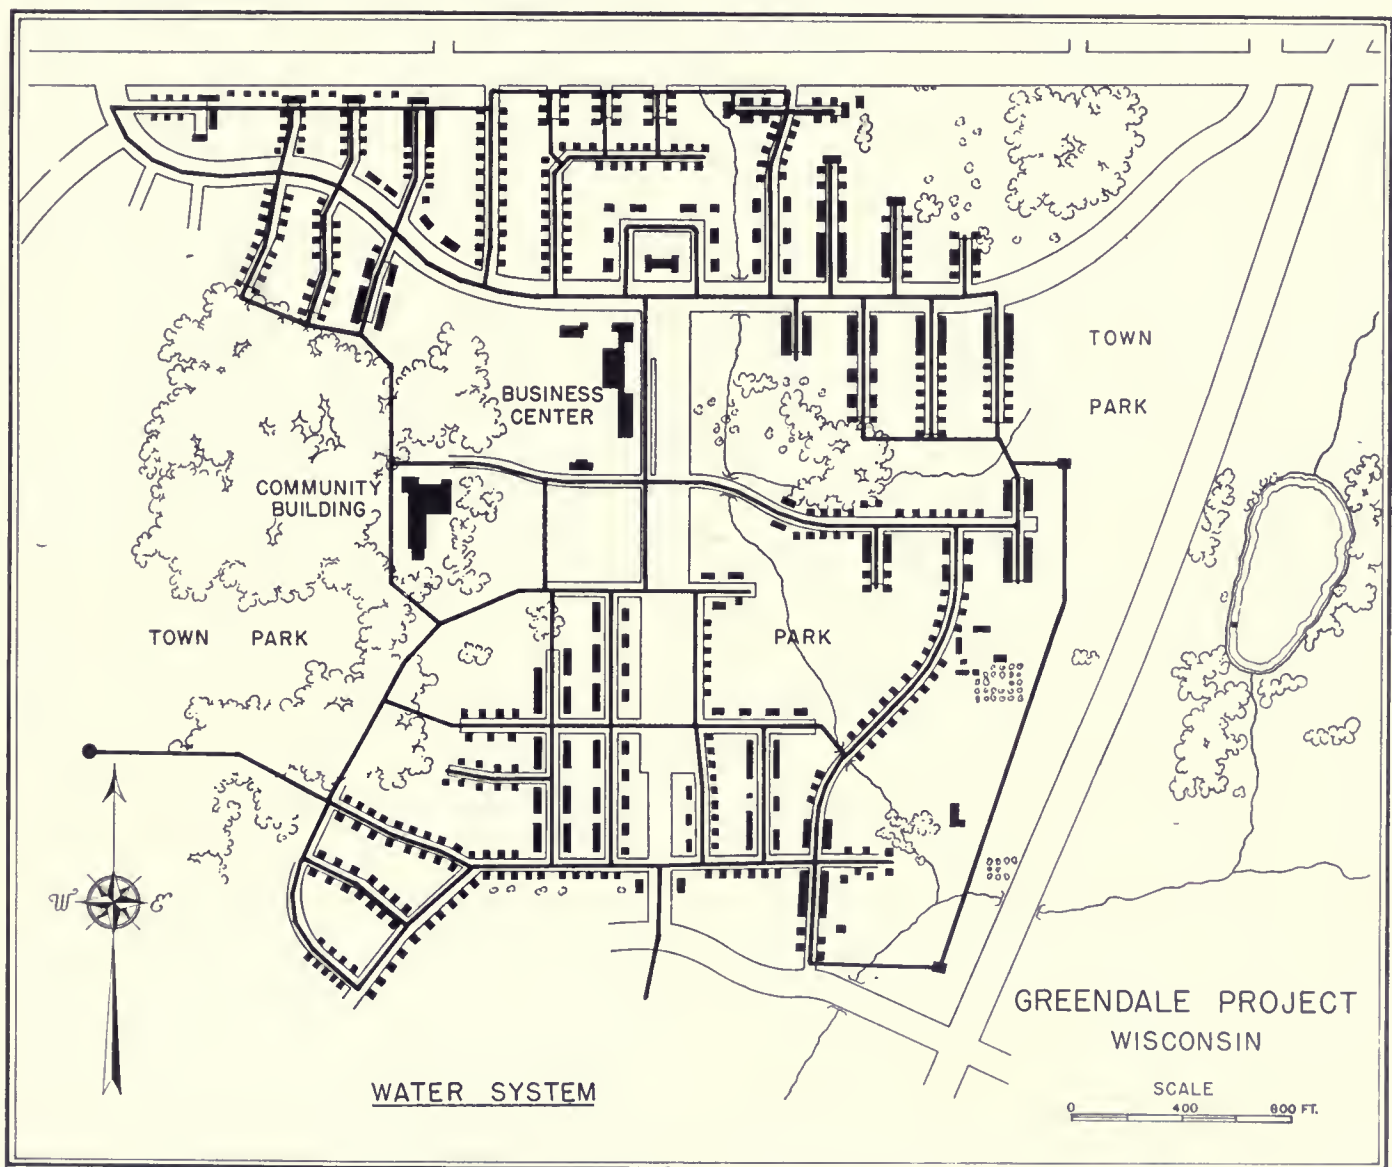 TOWN
PARK
BUSINESS
CENTER
COMMUNITY
BUILDING
TOWN PARK
PARK
W E
GREENDALE PROJECT
WISCONSIN
SCALE
0 400 800 FT.
WATER SYSTEM